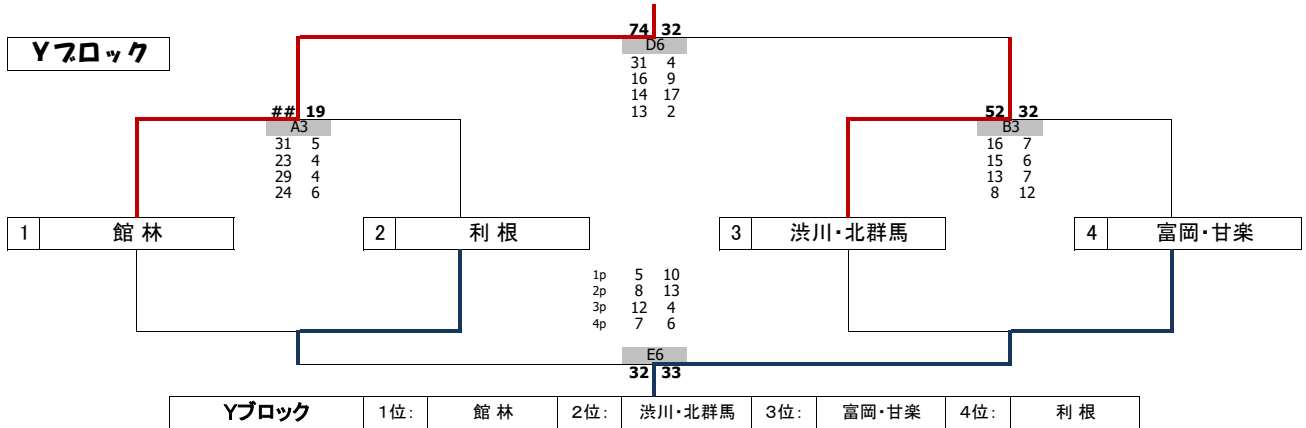 Yブロック
74 32
D6
31 4
16 9
14 17
13 2
## 19
A3
31 5
23 4
29 4
24 6
52 32
B3
16 7
15 6
13 7
8 12
1 館 林
2 利 根
3 渋川・北群馬
4 富岡・甘楽
1p 5 10
2p 8 13
3p 12 4
4p 7 6
E6
32 33
Yブロック 1位: 館 林 2位: 渋川・北群馬 3位: 富岡・甘楽 4位: 利 根